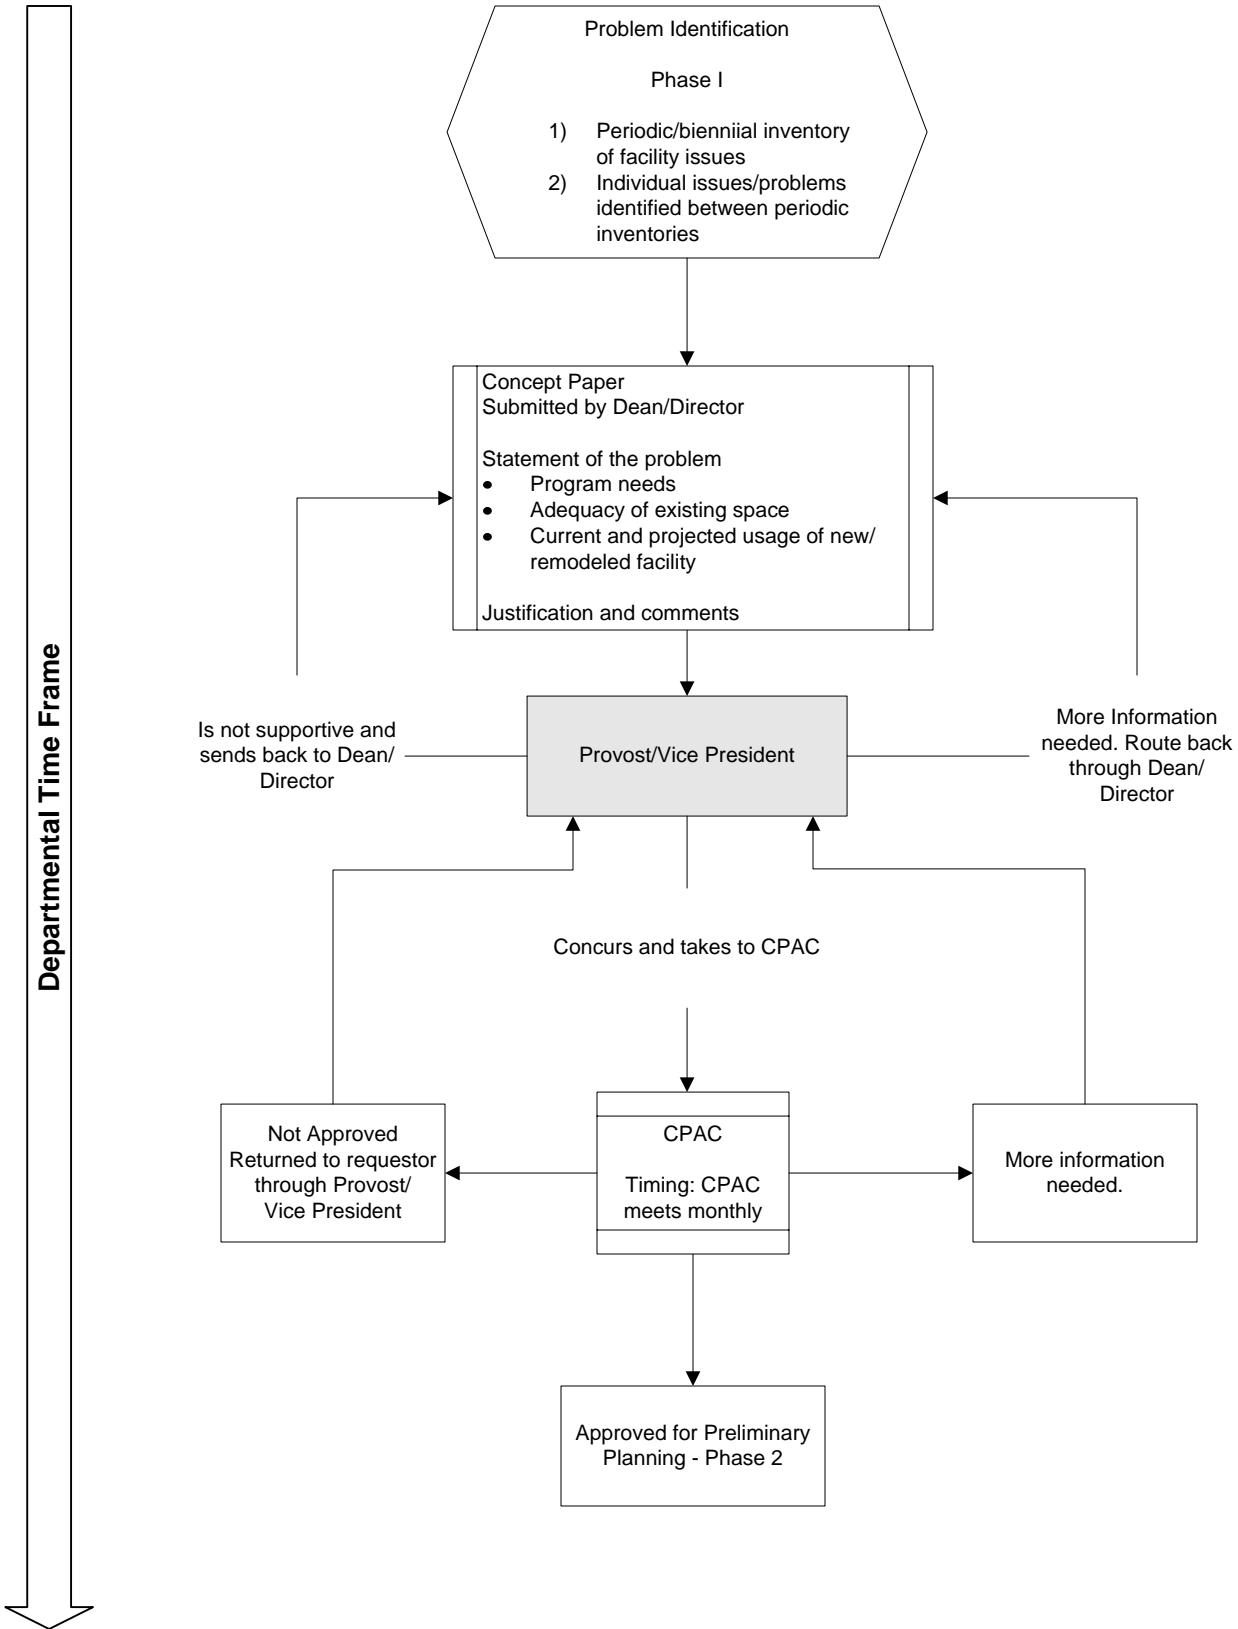 Problem Identification
Phase I
1) Periodic/bienniial inventory
of facility issues
2) Individual issues/problems
identified between periodic
inventories
Concept Paper
Submitted by Dean/Director
Statement of the problem
• Program needs
• Adequacy of existing space
• Current and projected usage of new/
remodeled facility
Justification and comments
Departmental Time Frame
Is not supportive and
sends back to Dean/
Director
Provost/Vice President
More Information
needed. Route back
through Dean/
Director
Concurs and takes to CPAC
Not Approved
Returned to requestor
through Provost/
Vice President
CPAC
Timing: CPAC
meets monthly
More information
needed.
Approved for Preliminary
Planning - Phase 2